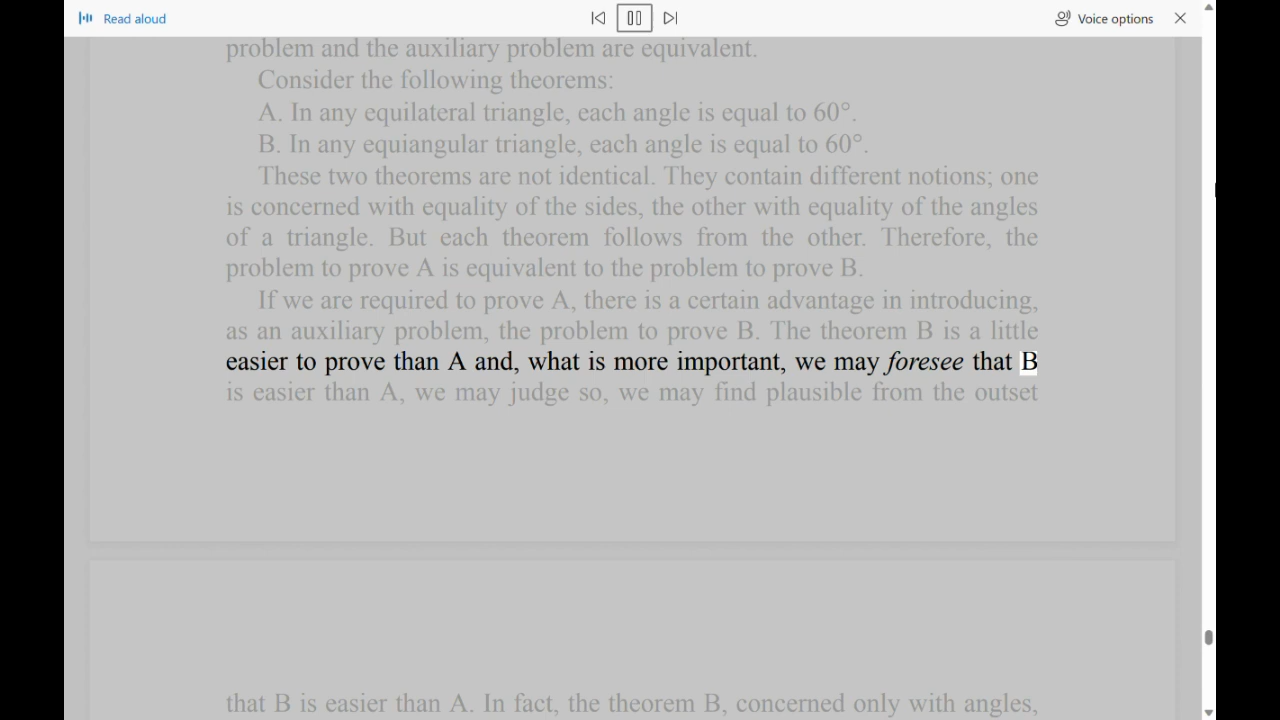 Read aloud
Voice options
problem and the auxiliary problem are equivalent.
Consider the following theorems:
A. In any equilateral triangle, each angle is equal to 60°.
B. In any equiangular triangle, each angle is equal to 60°.
These two theorems are not identical. They contain different notions; one
is concerned with equality of the sides, the other with equality of the angles
of a triangle. But each theorem follows from the other. Therefore, the
problem to prove A is equivalent to the problem to prove B.
If we are required to prove A, there is a certain advantage in introducing,
as an auxiliary problem, the problem to prove B. The theorem B is a little
easier to prove than A and, what is more important, we may foresee that B
is easier than A, we may judge so, we may find plausible from the outset
that B is easier than A. In fact, the theorem B, concerned only with angles,